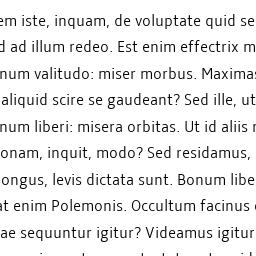 em iste, inquam, de voluptate quid se
d ad illum redeo. Est enim effectrix m
num valitudo: miser morbus. Maximas
aliquid scire se gaudeant? Sed ille, ut
num liberi: misera orbitas. Ut id aliis n
onam, inquit, modo? Sed residamus,
ongus, levis dictata sunt. Bonum libe
at enim Polemonis. Occultum facinus
ae sequuntur igitur? Videamus igitur